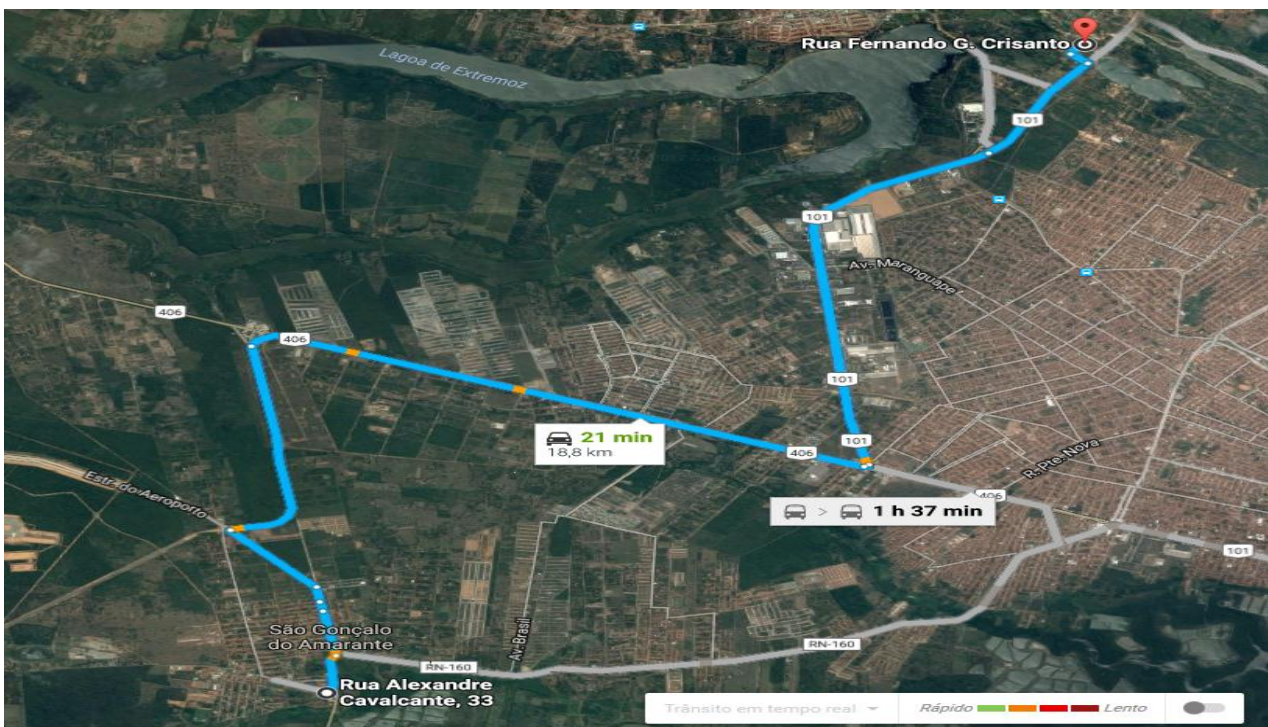 Rua Fernando G. Crisanto
Lagoa de Extremoz
101
101
Av. Maranguape
406
406
101
101
21 min
18,8 km
406
R. Pte. Nova
406
Estr. do Aeroporto
1 h 37 min
101
São Gonçalo
do Amarante
Av. Brasil
RN-160
RN-160
Rua Alexandre
Cavalcante, 33
Trânsito em tempo real
Rápido
Lento